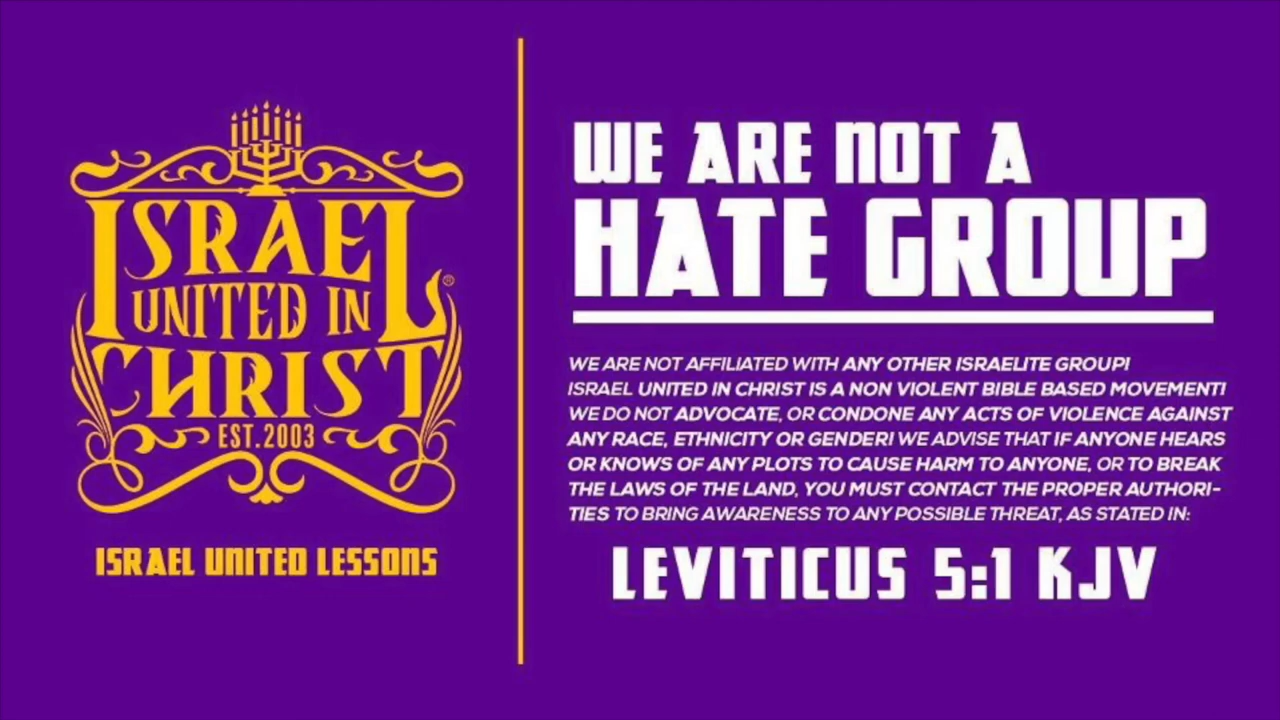 ISRAEL
UNITED IN
CHRIST®
EST.2003
ISRAEL UNITED LESSONS
WE ARE NOT A
HATE GROUP
WE ARE NOT AFFILIATED WITH ANY OTHER ISRAELITE GROUP!
ISRAEL UNITED IN CHRIST IS A NON VIOLENT BIBLE BASED MOVEMENT!
WE DO NOT ADVOCATE, OR CONDONE ANY ACTS OF VIOLENCE AGAINST
ANY RACE, ETHNICITY OR GENDER! WE ADVISE THAT IF ANYONE HEARS
OR KNOWS OF ANY PLOTS TO CAUSE HARM TO ANYONE, OR TO BREAK
THE LAWS OF THE LAND, YOU MUST CONTACT THE PROPER AUTHORI-
TIES TO BRING AWARENESS TO ANY POSSIBLE THREAT, AS STATED IN:
LEVITICUS 5:1 KJV